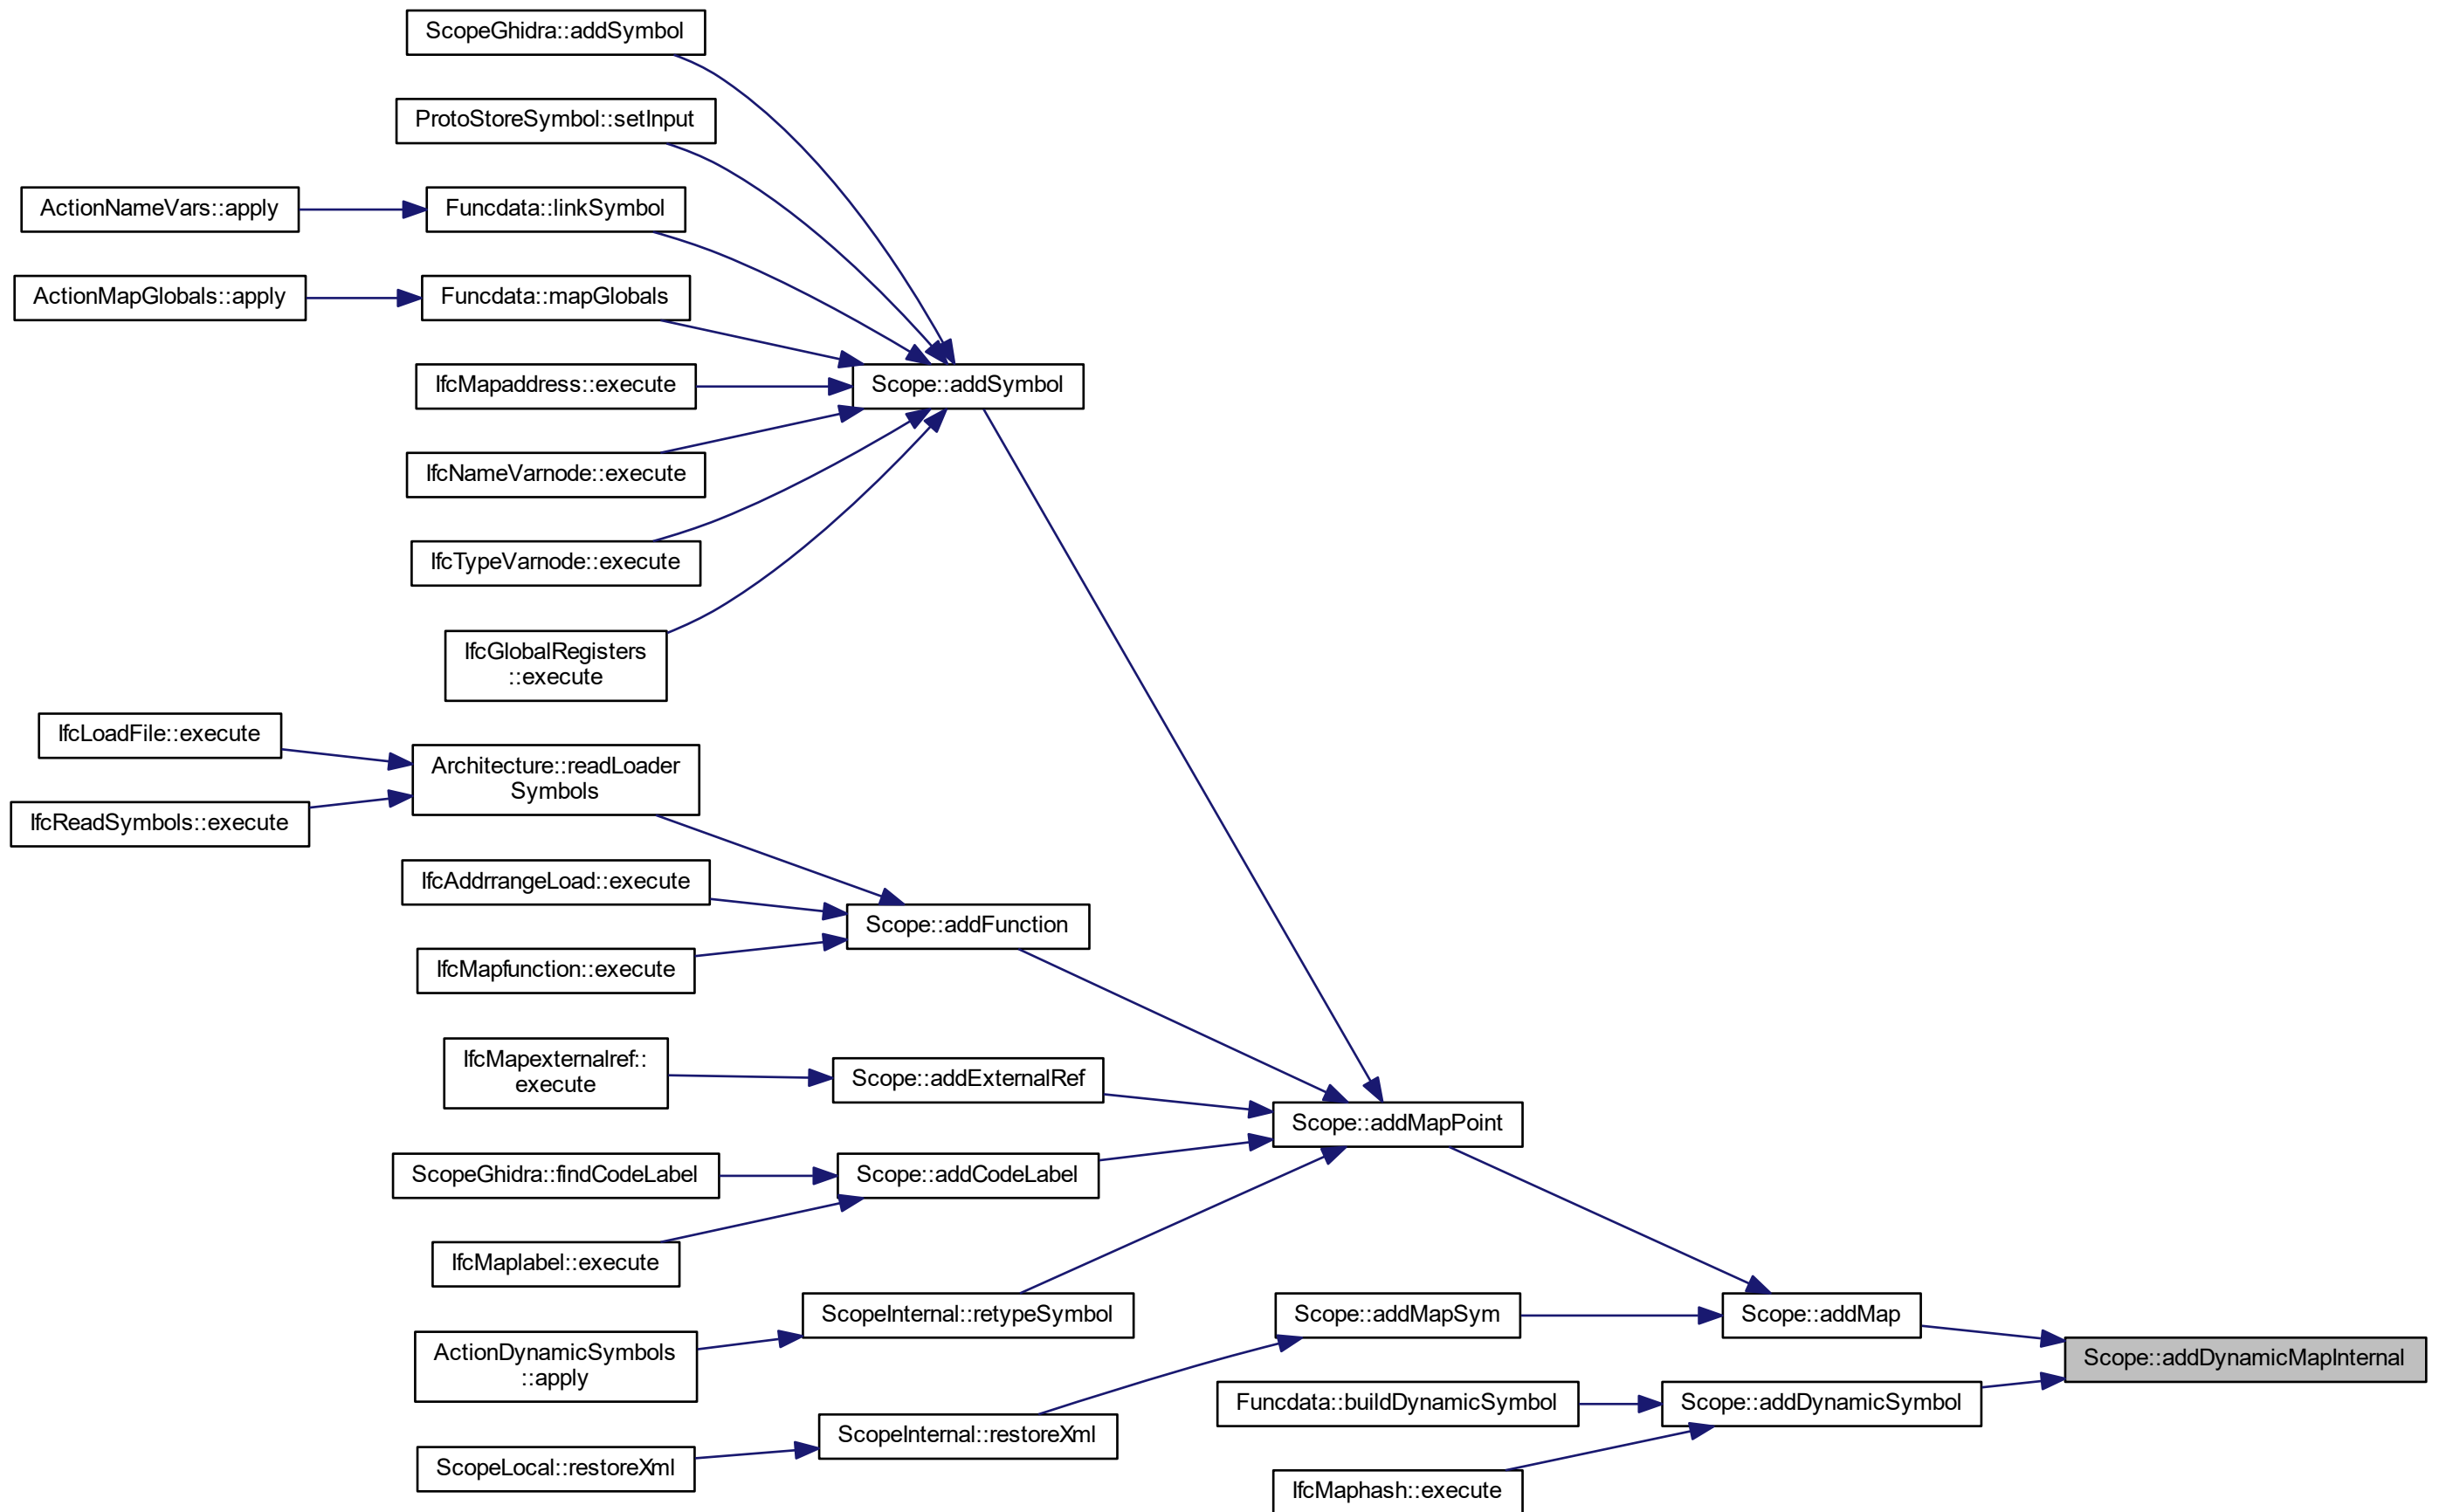 ScopeGhidra::addSymbol
ProtoStoreSymbol::setInput
ActionNameVars::apply
Funcdata::linkSymbol
ActionMapGlobals::apply
Funcdata::mapGlobals
IfcMapaddress::execute
Scope::addSymbol
IfcNameVarnode::execute
IfcTypeVarnode::execute
IfcGlobalRegisters
::execute
IfcLoadFile::execute
Architecture::readLoader
Symbols
IfcReadSymbols::execute
IfcAddrrangeLoad::execute
Scope::addFunction
IfcMapfunction::execute
IfcMapexternalref::
execute
Scope::addExternalRef
Scope::addMapPoint
ScopeGhidra::findCodeLabel
Scope::addCodeLabel
IfcMaplabel::execute
ScopeInternal::retypeSymbol
Scope::addMapSym
Scope::addMap
ActionDynamicSymbols
::apply
Scope::addDynamicMapInternal
Funcdata::buildDynamicSymbol
Scope::addDynamicSymbol
ScopeInternal::restoreXml
ScopeLocal::restoreXml
IfcMaphash::execute